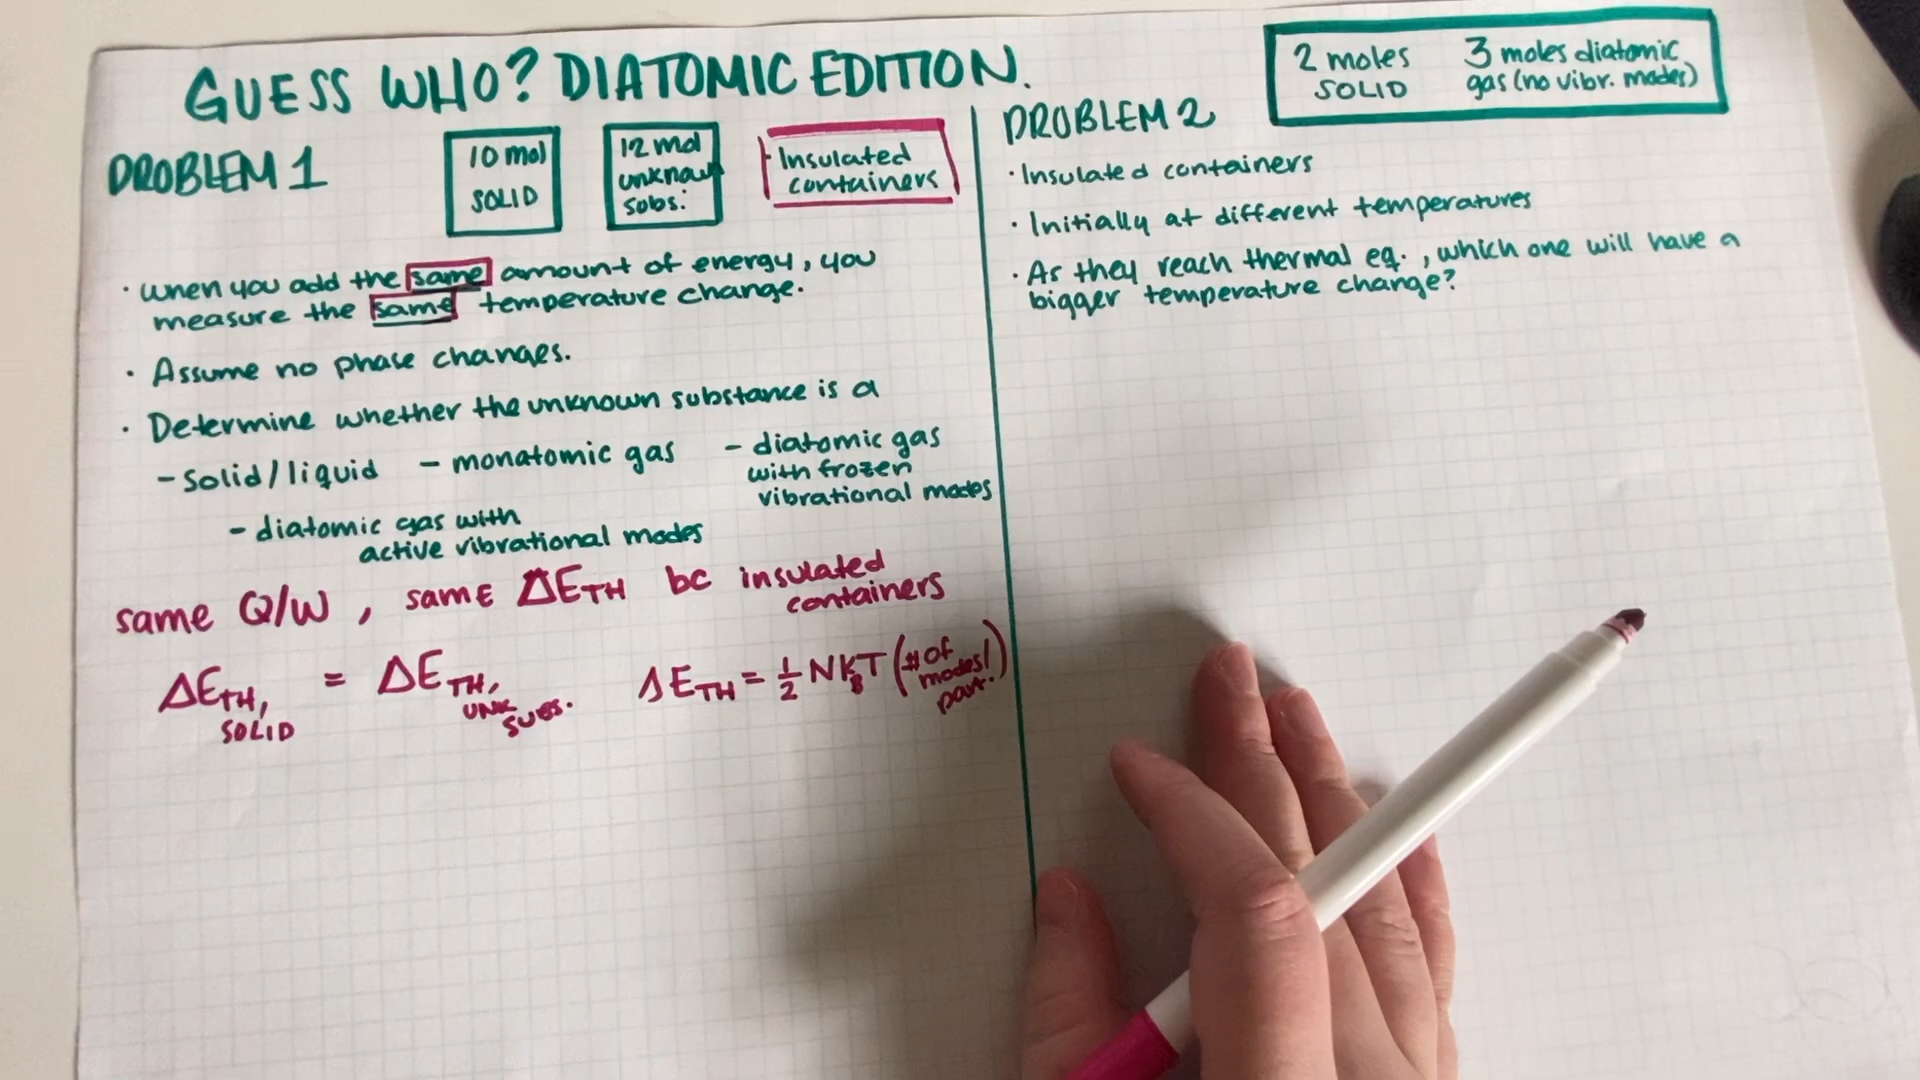 GUESS WHO? DIATOMIC EDITION.
PROBLEM 1
10 mol
SOLID
12 mol
unknown
subs.
· Insulated
containers
· when you add the same amount of energy, you
measure the same temperature change.
· Assume no phase changes.
· Determine whether the unknown substance is a
- solid/liquid - monatomic gas - diatomic gas
with frozen
vibrational modes
- diatomic gas with
active vibrational modes
same Q/W, same ΔE_TH bc insulated
containers
ΔE_TH, SOLID = ΔE_TH, UNK SUBS. ΔE_TH = 1/2 N k_B T (# of modes/ part.)
2 moles
SOLID
3 moles diatomic
gas (no vibr. modes)
PROBLEM 2
· Insulated containers
· Initially at different temperatures
· As they reach thermal eq., which one will have a
bigger temperature change?